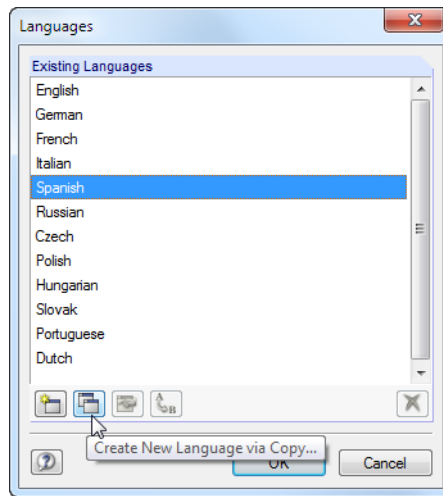 Languages
Existing Languages
English
German
French
Italian
Spanish
Russian
Czech
Polish
Hungarian
Slovak
Portuguese
Dutch
A B
Create New Language via Copy...
OK
Cancel